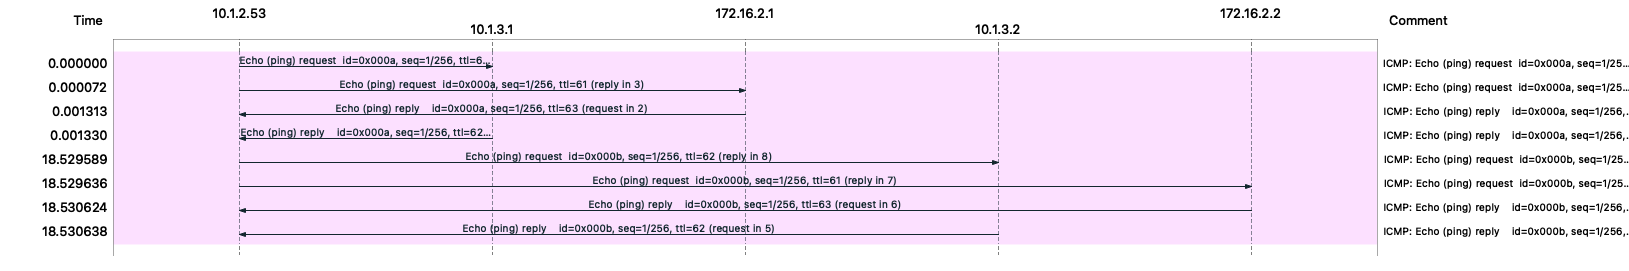 10.1.2.53 172.16.2.1 172.16.2.2
Time 10.1.3.1 10.1.3.2 Comment
0.000000 Echo (ping) request id=0x000a, seq=1/256, ttl=6... ICMP: Echo (ping) request id=0x000a, seq=1/25...
0.000072 Echo (ping) request id=0x000a, seq=1/256, ttl=61 (reply in 3) ICMP: Echo (ping) request id=0x000a, seq=1/25...
0.001313 Echo (ping) reply id=0x000a, seq=1/256, ttl=63 (request in 2) ICMP: Echo (ping) reply id=0x000a, seq=1/256,...
0.001330 Echo (ping) reply id=0x000a, seq=1/256, ttl=62... ICMP: Echo (ping) reply id=0x000a, seq=1/256,...
18.529589 Echo (ping) request id=0x000b, seq=1/256, ttl=62 (reply in 8) ICMP: Echo (ping) request id=0x000b, seq=1/25...
18.529636 Echo (ping) request id=0x000b, seq=1/256, ttl=61 (reply in 7) ICMP: Echo (ping) request id=0x000b, seq=1/25...
18.530624 Echo (ping) reply id=0x000b, seq=1/256, ttl=63 (request in 6) ICMP: Echo (ping) reply id=0x000b, seq=1/256,...
18.530638 Echo (ping) reply id=0x000b, seq=1/256, ttl=62 (request in 5) ICMP: Echo (ping) reply id=0x000b, seq=1/256,...